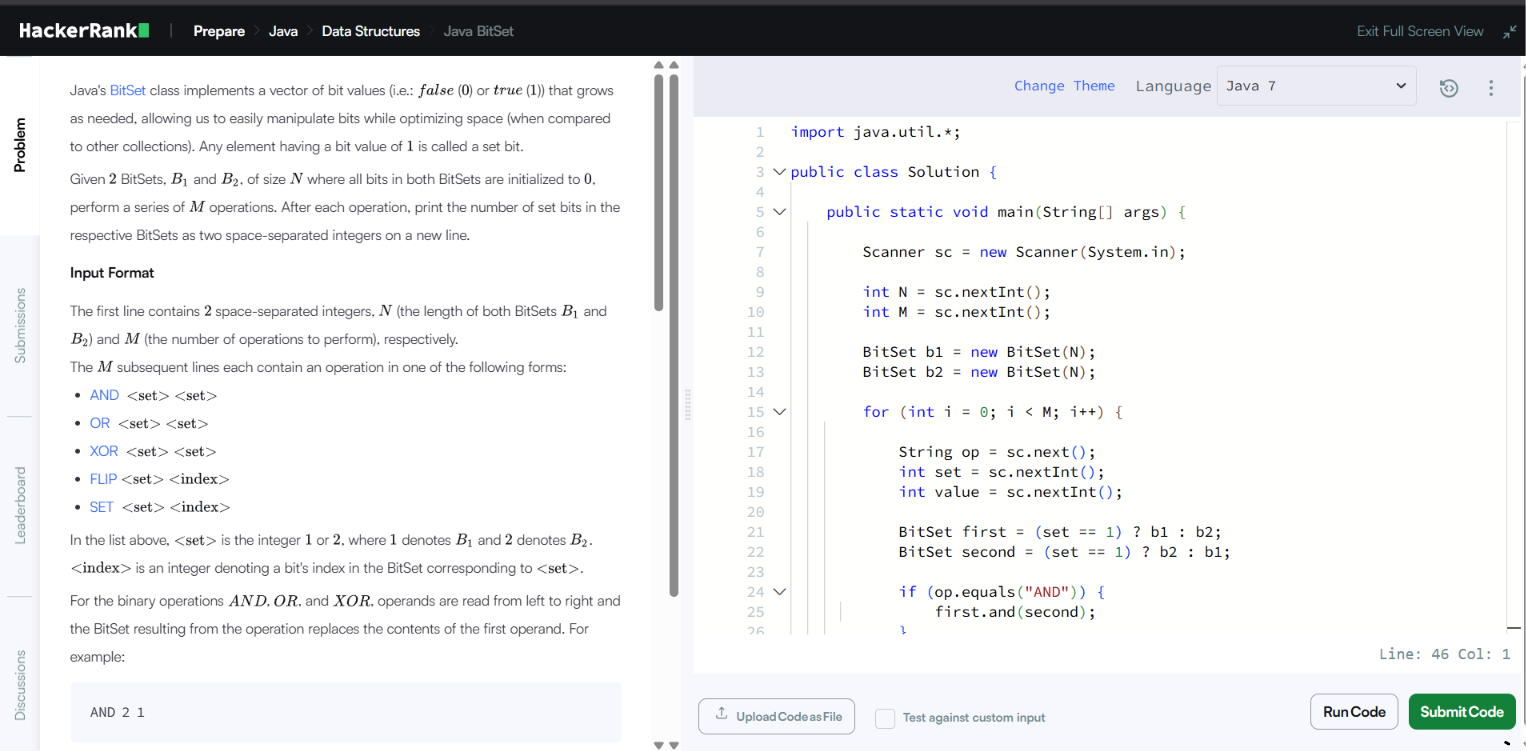 HackerRank | Prepare > Java > Data Structures > Java BitSet Exit Full Screen View
Problem
Submissions
Leaderboard
Discussions
Java's BitSet class implements a vector of bit values (i.e.: false (0) or true (1)) that grows
as needed, allowing us to easily manipulate bits while optimizing space (when compared
to other collections). Any element having a bit value of 1 is called a set bit.
Given 2 BitSets, B₁ and B₂, of size N where all bits in both BitSets are initialized to 0,
perform a series of M operations. After each operation, print the number of set bits in the
respective BitSets as two space-separated integers on a new line.
Input Format
The first line contains 2 space-separated integers, N (the length of both BitSets B₁ and
B₂) and M (the number of operations to perform), respectively.
The M subsequent lines each contain an operation in one of the following forms:
• AND <set> <set>
• OR <set> <set>
• XOR <set> <set>
• FLIP <set> <index>
• SET <set> <index>
In the list above, <set> is the integer 1 or 2, where 1 denotes B₁ and 2 denotes B₂.
<index> is an integer denoting a bit's index in the BitSet corresponding to <set>.
For the binary operations AND, OR, and XOR, operands are read from left to right and
the BitSet resulting from the operation replaces the contents of the first operand. For
example:
AND 2 1
Change Theme Language Java 7
1 import java.util.*;
2
3 public class Solution {
4
5 public static void main(String[] args) {
6
7 Scanner sc = new Scanner(System.in);
8
9 int N = sc.nextInt();
10 int M = sc.nextInt();
11
12 BitSet b1 = new BitSet(N);
13 BitSet b2 = new BitSet(N);
14
15 for (int i = 0; i < M; i++) {
16
17 String op = sc.next();
18 int set = sc.nextInt();
19 int value = sc.nextInt();
20
21 BitSet first = (set == 1) ? b1 : b2;
22 BitSet second = (set == 1) ? b2 : b1;
23
24 if (op.equals("AND")) {
25 first.and(second);
26 }
Line: 46 Col: 1
Upload Code as File Test against custom input Run Code Submit Code